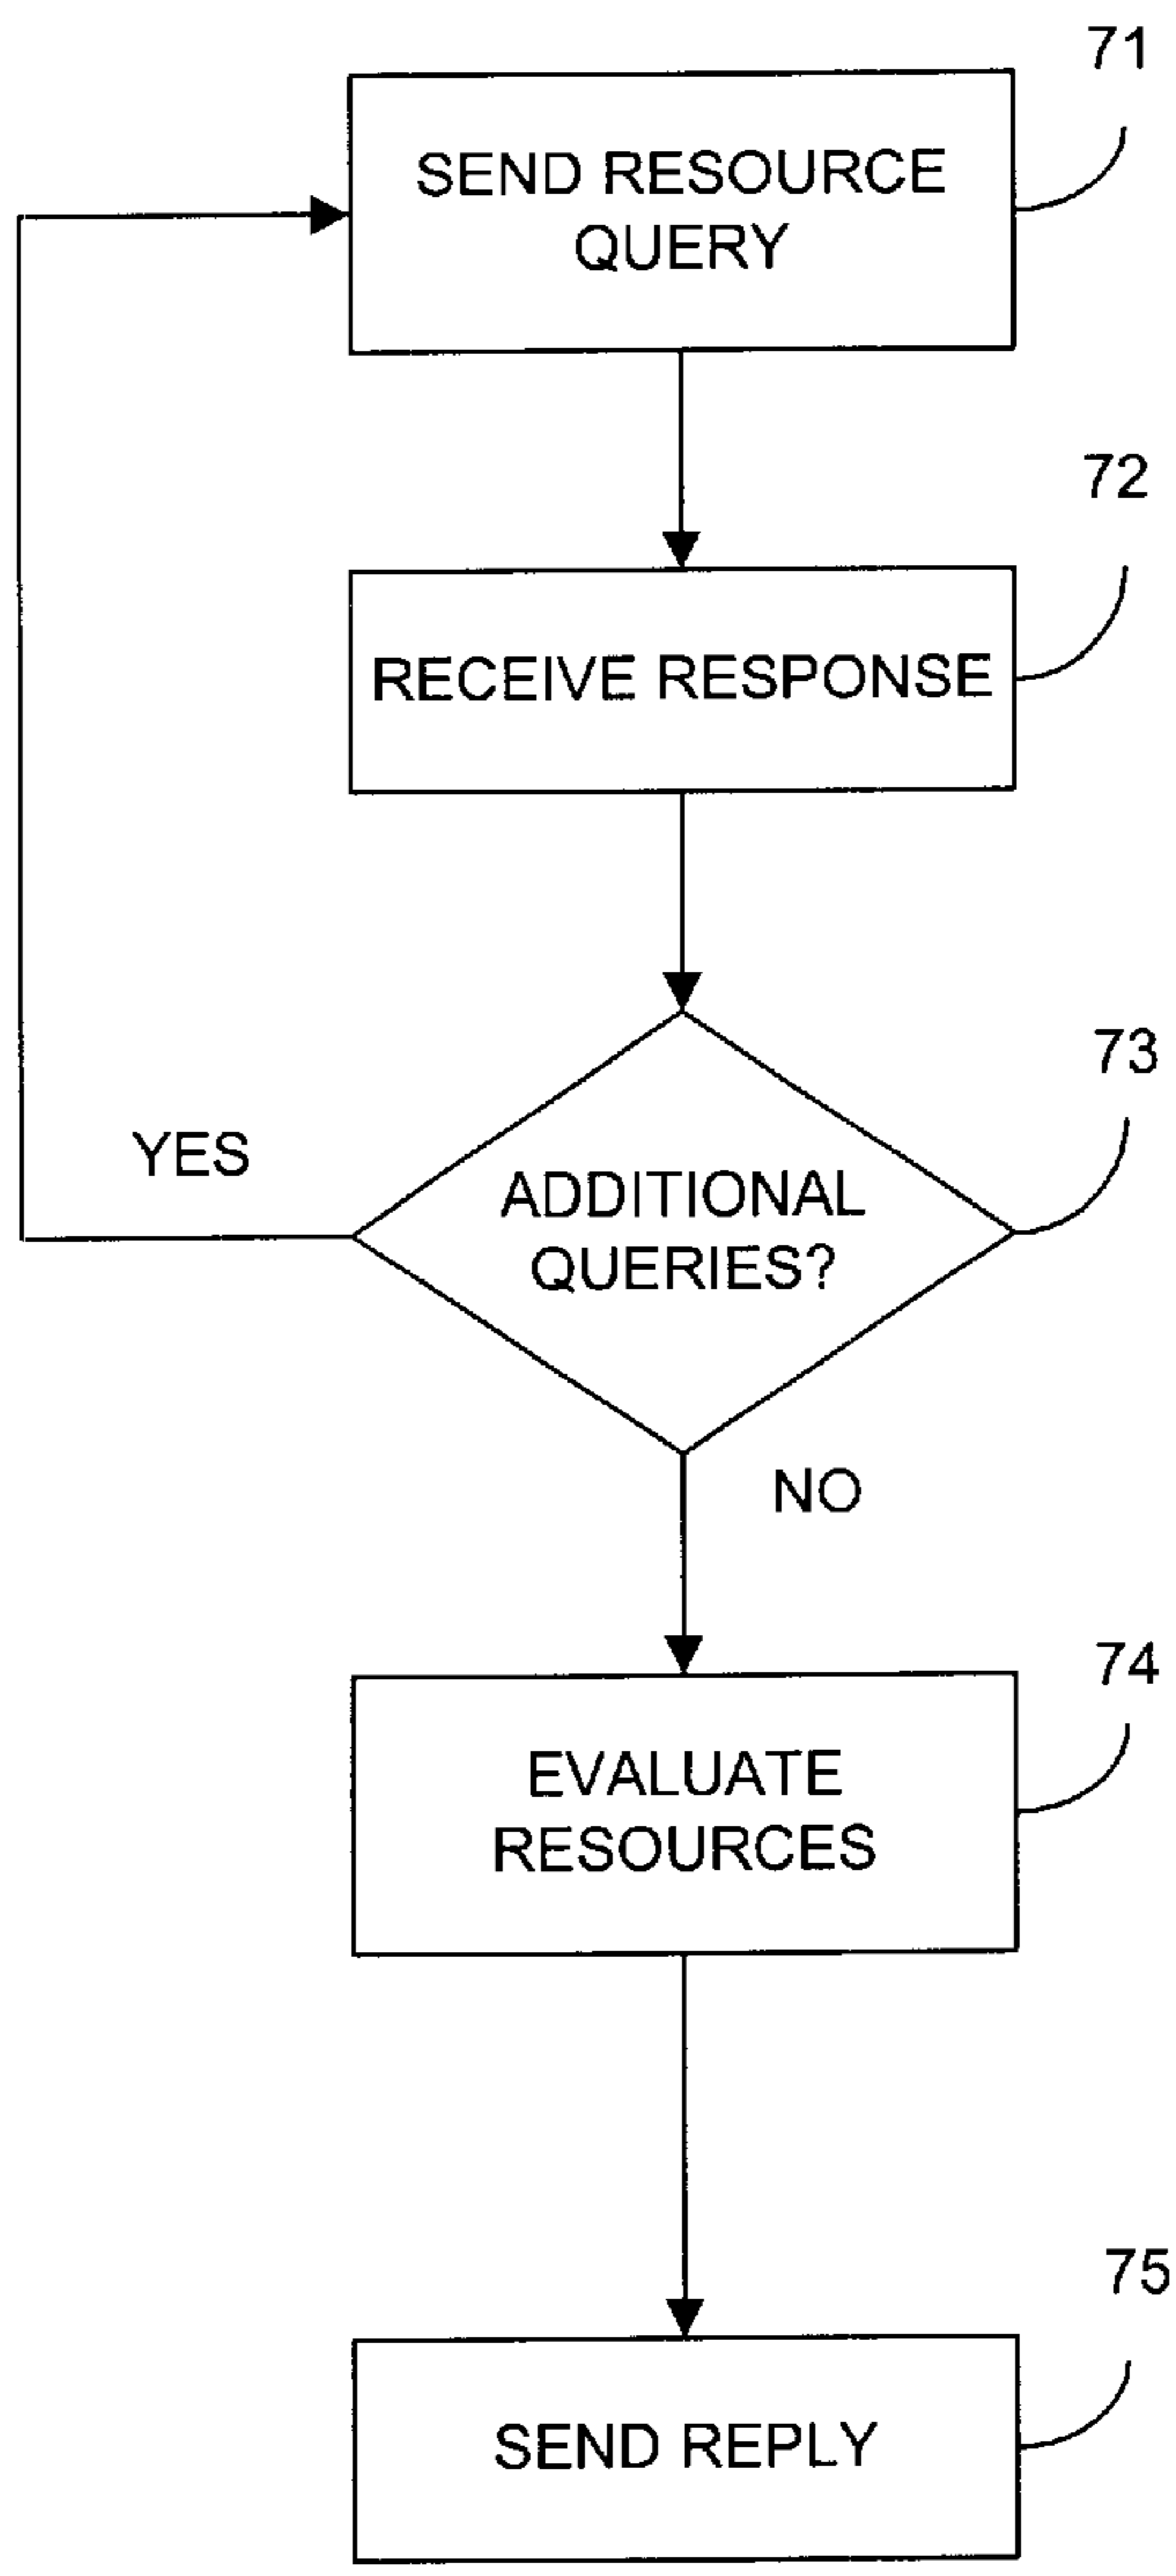 71
SEND RESOURCE
QUERY
72
RECEIVE RESPONSE
73
YES
ADDITIONAL
QUERIES?
NO
74
EVALUATE
RESOURCES
75
SEND REPLY